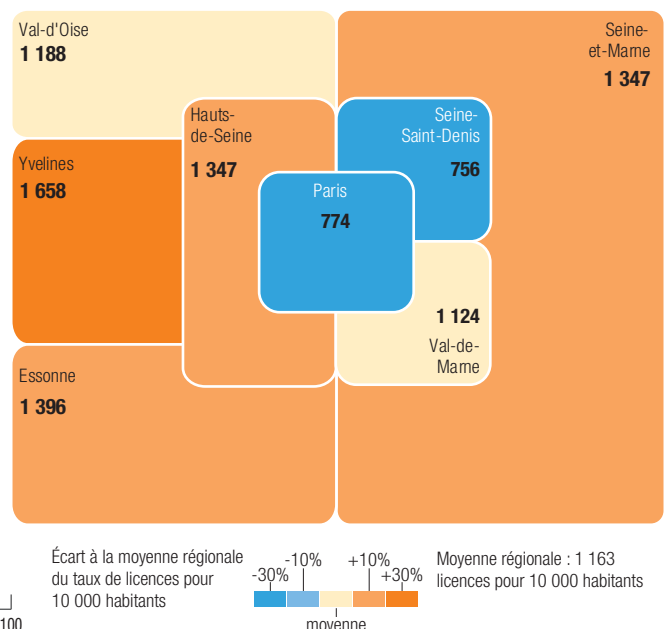 Val-d'Oise
1 188
Seine-
et-Marne
1 347
Hauts-
de-Seine
1 347
Seine-
Saint-Denis
756
Yvelines
1 658
Paris
774
1 124
Val-de-
Marne
Essonne
1 396
Écart à la moyenne régionale
du taux de licences pour
10 000 habitants
-30%
-10%
+10%
+30%
moyenne
Moyenne régionale : 1 163
licences pour 10 000 habitants
100